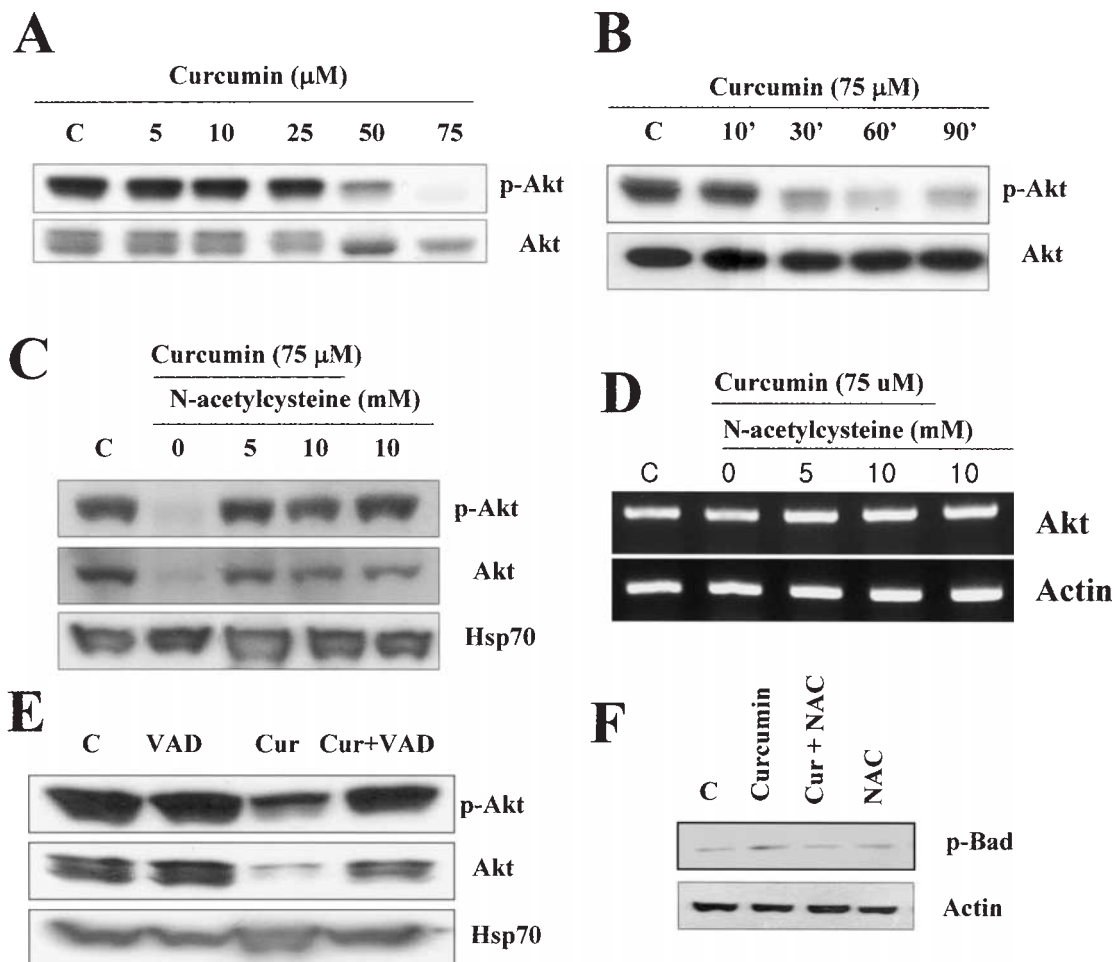 A
Curcumin (μM)
C 5 10 25 50 75
p-Akt
Akt
B
Curcumin (75 μM)
C 10’ 30’ 60’ 90’
p-Akt
Akt
C
Curcumin (75 μM)
N-acetylcysteine (mM)
C 0 5 10 10
p-Akt
Akt
Hsp70
D
Curcumin (75 uM)
N-acetylcysteine (mM)
C 0 5 10 10
Akt
Actin
E
C VAD Cur Cur+VAD
p-Akt
Akt
Hsp70
F
C Curcumin Cur + NAC NAC
p-Bad
Actin